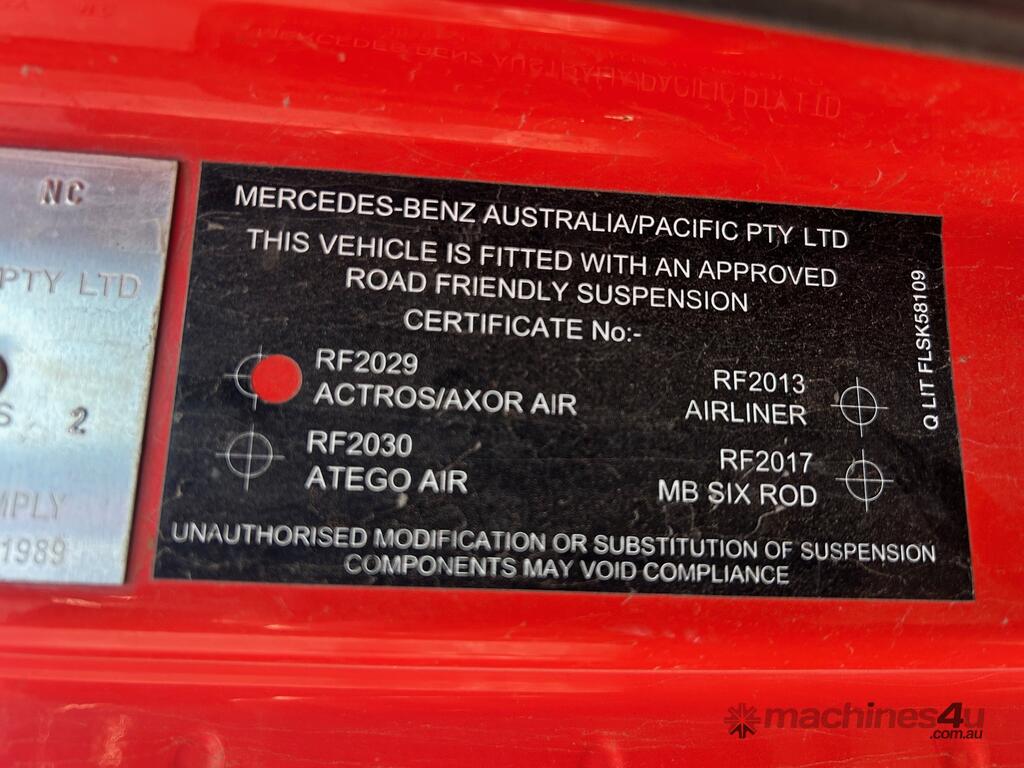 NC
PTY LTD
S 2
MPLY
1989
MERCEDES-BENZ AUSTRALIA/PACIFIC PTY LTD
THIS VEHICLE IS FITTED WITH AN APPROVED
ROAD FRIENDLY SUSPENSION
CERTIFICATE No:-
RF2029
ACTROS/AXOR AIR
RF2013
AIRLINER
RF2030
ATEGO AIR
RF2017
MB SIX ROD
UNAUTHORISED MODIFICATION OR SUBSTITUTION OF SUSPENSION
COMPONENTS MAY VOID COMPLIANCE
Q LIT FLSK58109
machines4u
.com.au